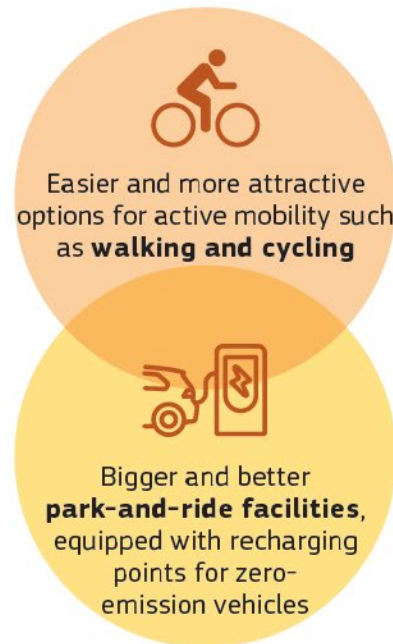 Easier and more attractive
options for active mobility such
as walking and cycling
Bigger and better
park-and-ride facilities,
equipped with recharging
points for zero-
emission vehicles